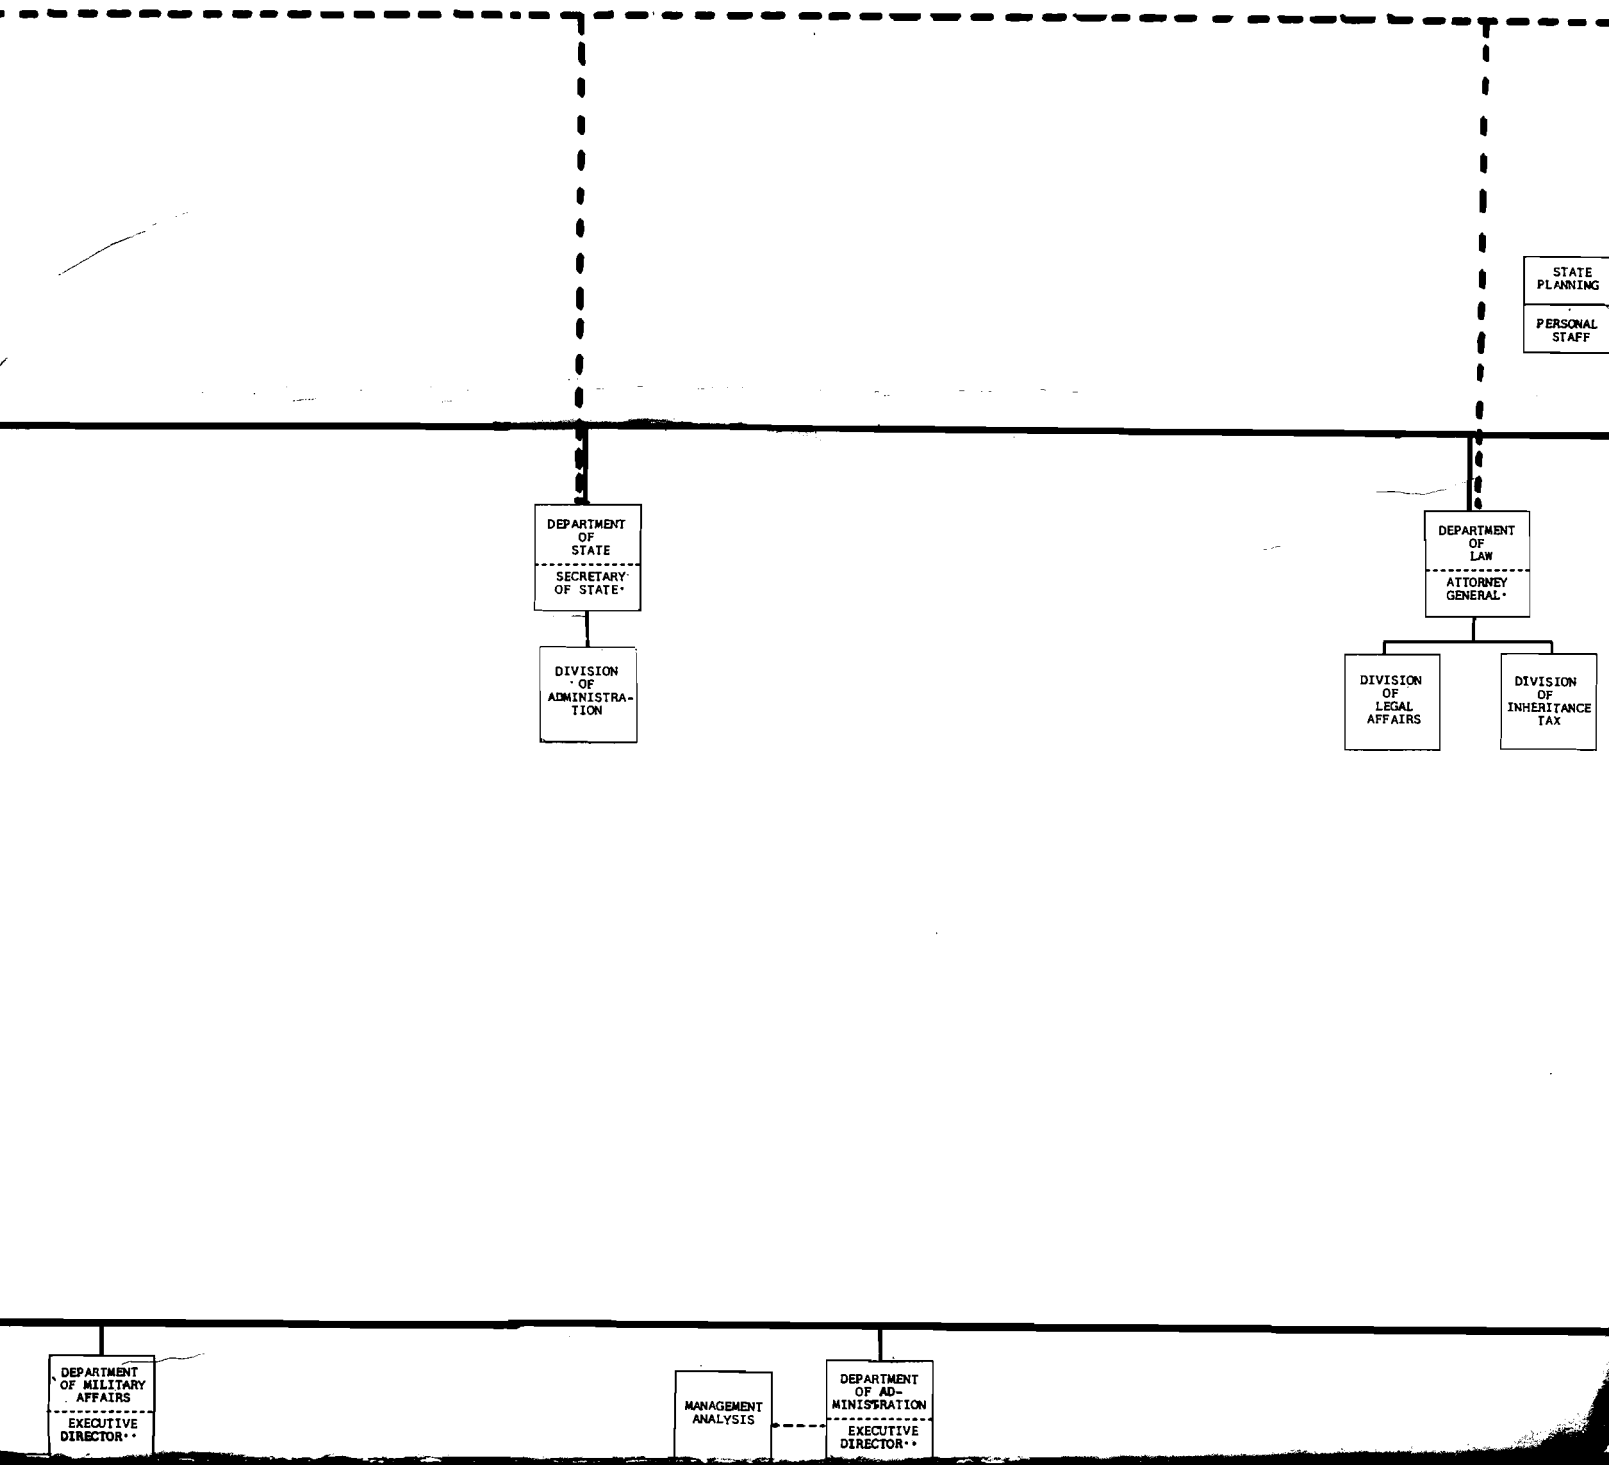 STATE
PLANNING
PERSONAL
STAFF
DEPARTMENT
OF
STATE
SECRETARY
OF STATE*
DEPARTMENT
OF
LAW
ATTORNEY
GENERAL*
DIVISION
OF
ADMINISTRA-
TION
DIVISION
OF
LEGAL
AFFAIRS
DIVISION
OF
INHERITANCE
TAX
DEPARTMENT
OF MILITARY
AFFAIRS
EXECUTIVE
DIRECTOR**
MANAGEMENT
ANALYSIS
DEPARTMENT
OF AD-
MINISTRATION
EXECUTIVE
DIRECTOR**